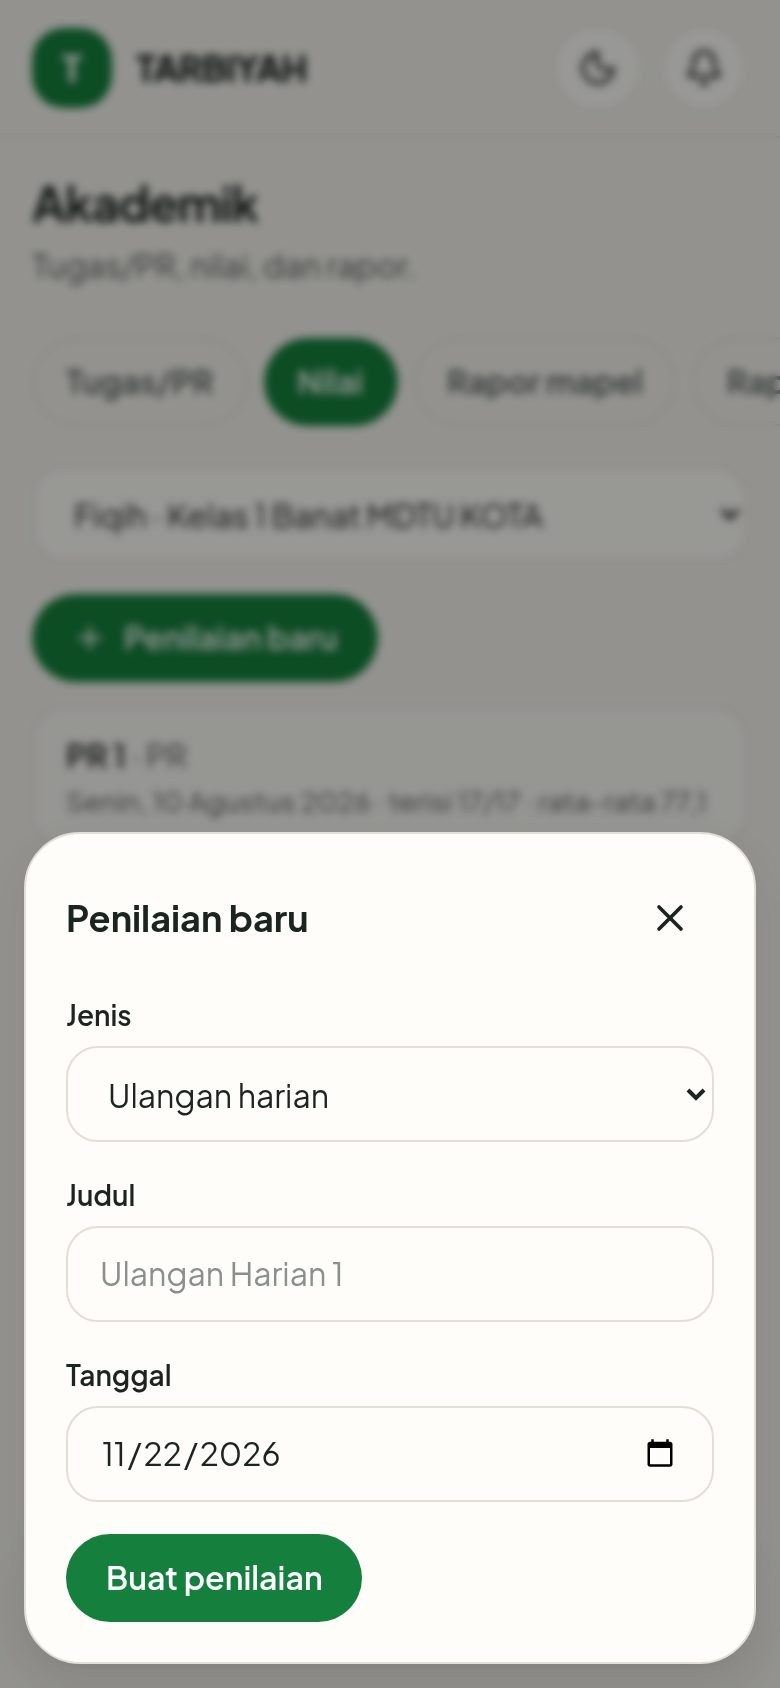 T TARBIYAH
Akademik
Tugas/PR, nilai, dan rapor.
Tugas/PR Nilai Rapor mapel Rap
Fiqih · Kelas 1 Banat MDTU KOTA
+ Penilaian baru
PR 1 · PR
Senin, 10 Agustus 2026 · terisi 17/17 · rata-rata 77,1
Penilaian baru
Jenis
Ulangan harian
Judul
Ulangan Harian 1
Tanggal
11/22/2026
Buat penilaian